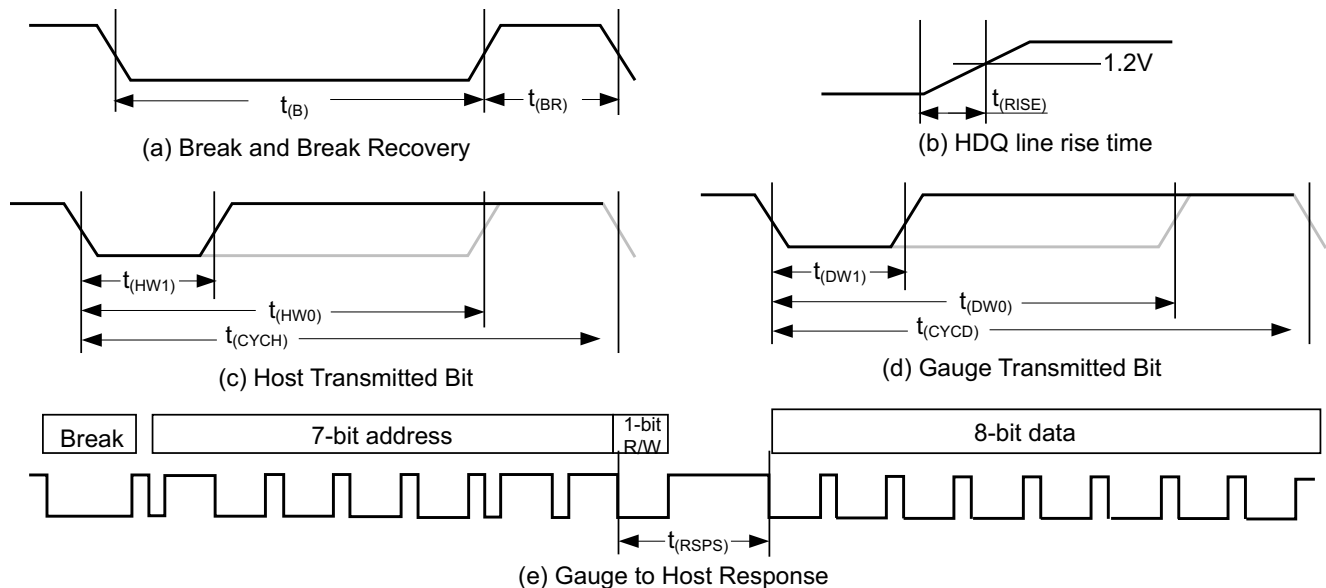 t(B)
t(BR)
(a) Break and Break Recovery
1.2V
t(RISE)
(b) HDQ line rise time
t(HW1)
t(HW0)
t(CYCH)
(c) Host Transmitted Bit
t(DW1)
t(DW0)
t(CYCD)
(d) Gauge Transmitted Bit
Break
7-bit address
1-bit
R/W
8-bit data
t(RSPS)
(e) Gauge to Host Response